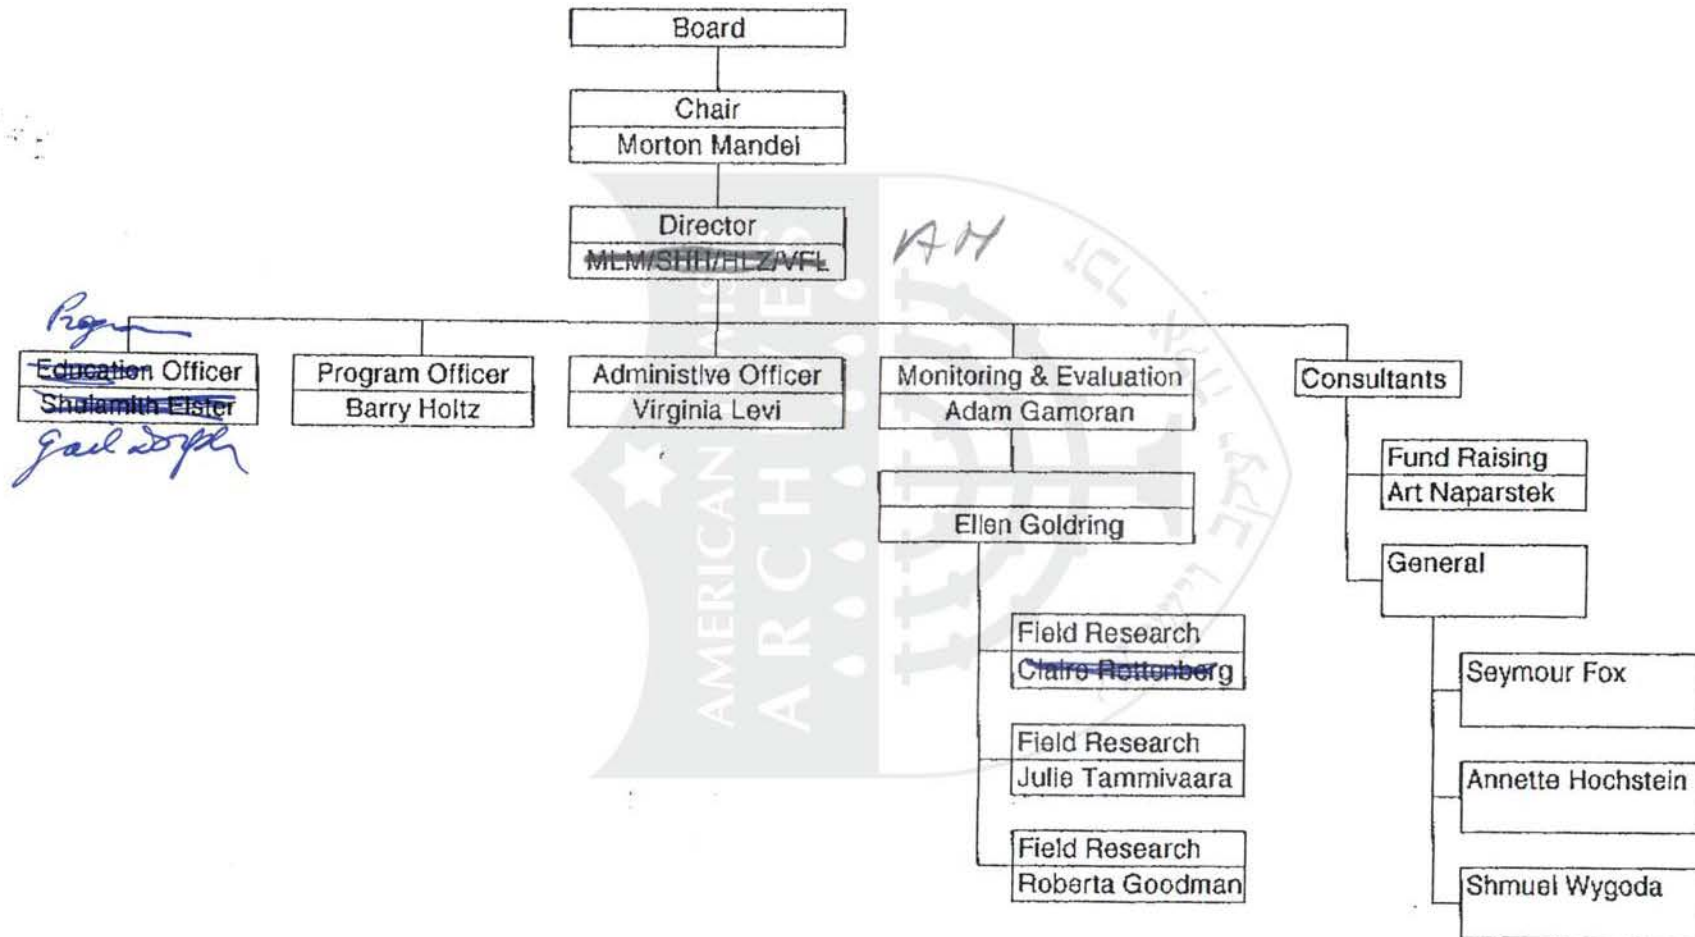 Board
Chair
Morton Mandel
Director
MLM/SHH/HLZ/VFL
AH
Program
Education Officer
Shulamith Elster
Gail Dorph
Program Officer
Barry Holtz
Administive Officer
Virginia Levi
Monitoring & Evaluation
Adam Gamoran
Ellen Goldring
Field Research
Claire Rottenberg
Field Research
Julie Tammivaara
Field Research
Roberta Goodman
Consultants
Fund Raising
Art Naparstek
General
Seymour Fox
Annette Hochstein
Shmuel Wygoda
AMERICAN
ARCHIVES